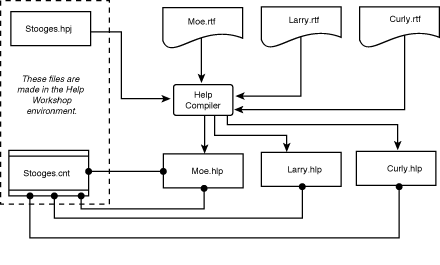 Stooges.hpj
Moe.rtf
Larry.rtf
Curly.rtf
These files are
made in the Help
Workshop
environment.
Help
Compiler
Stooges.cnt
Moe.hlp
Larry.hlp
Curly.hlp